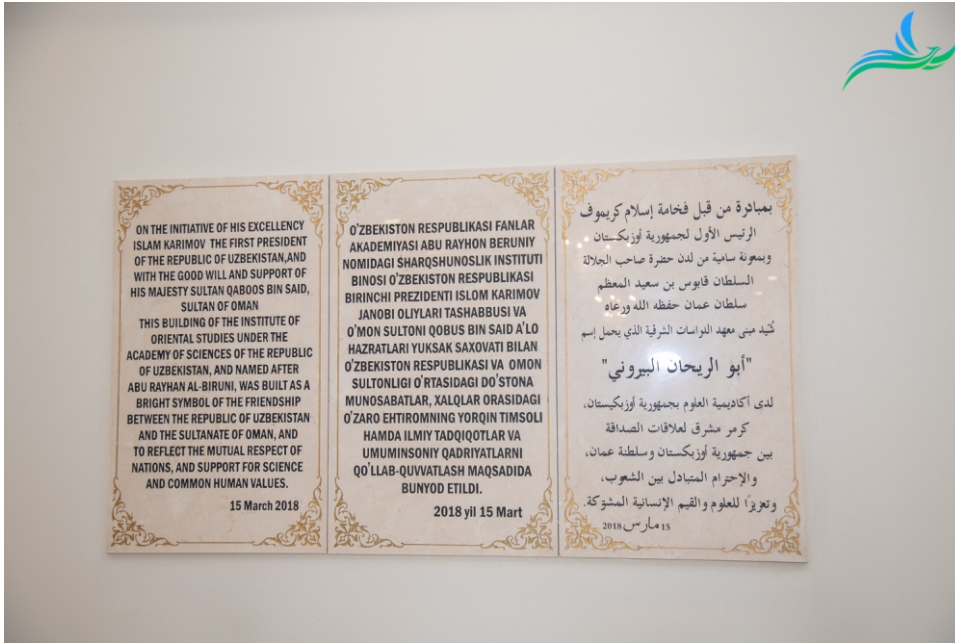 ON THE INITIATIVE OF HIS EXCELLENCY
ISLAM KARIMOV THE FIRST PRESIDENT
OF THE REPUBLIC OF UZBEKISTAN,AND
WITH THE GOOD WILL AND SUPPORT OF
HIS MAJESTY SULTAN QABOOS BIN SAID,
SULTAN OF OMAN
THIS BUILDING OF THE INSTITUTE OF
ORIENTAL STUDIES UNDER THE
ACADEMY OF SCIENCES OF THE REPUBLIC
OF UZBEKISTAN, AND NAMED AFTER
ABU RAYHAN AL-BIRUNI, WAS BUILT AS A
BRIGHT SYMBOL OF THE FRIENDSHIP
BETWEEN THE REPUBLIC OF UZBEKISTAN
AND THE SULTANATE OF OMAN, AND
TO REFLECT THE MUTUAL RESPECT OF
NATIONS, AND SUPPORT FOR SCIENCE
AND COMMON HUMAN VALUES.
15 March 2018
O'ZBEKISTON RESPUBLIKASI FANLAR
AKADEMIYASI ABU RAYHON BERUNIY
NOMIDAGI SHARQSHUNOSLIK INSTITUTI
BINOSI O'ZBEKISTON RESPUBLIKASI
BIRINCHI PREZIDENTI ISLOM KARIMOV
JANOBI OLIYLARI TASHABBUSI VA
O'MON SULTONI QOBUS BIN SAID A'LO
HAZRATLARI YUKSAK SAXOVATI BILAN
O'ZBEKISTON RESPUBLIKASI VA OMON
SULTONLIGI O'RTASIDAGI DO'STONA
MUNOSABATLAR, XALQLAR ORASIDAGI
O'ZARO EHTIROMNING YORQIN TIMSOLI
HAMDA ILMIY TADQIQOTLAR VA
UMUMINSONIY QADRIYATLARNI
QO'LLAB-QUVVATLASH MAQSADIDA
BUNYOD ETILDI.
2018 yil 15 Mart
بمبادرة من قبل فخامة إسلام كريموف
الرئيس الأول لجمهورية أوزبكستان
وبمعونة سامية من لدن حضرة صاحب الجلالة
السلطان قابوس بن سعيد المعظم
سلطان عمان حفظه الله ورعاه
شُيد مبنى معهد الدراسات الشرقية الذي يحمل إسم
"أبو الريحان البيروني"
لدى أكاديمية العلوم بجمهورية أوزبكيستان،
كرمز مشرق لعلاقات الصداقة
بين جمهورية أوزبكستان وسلطنة عمان،
والإحترام المتبادل بين الشعوب،
وتعزيزًا للعلوم والقيم الإنسانية المشتركة.
15 مارس 2018